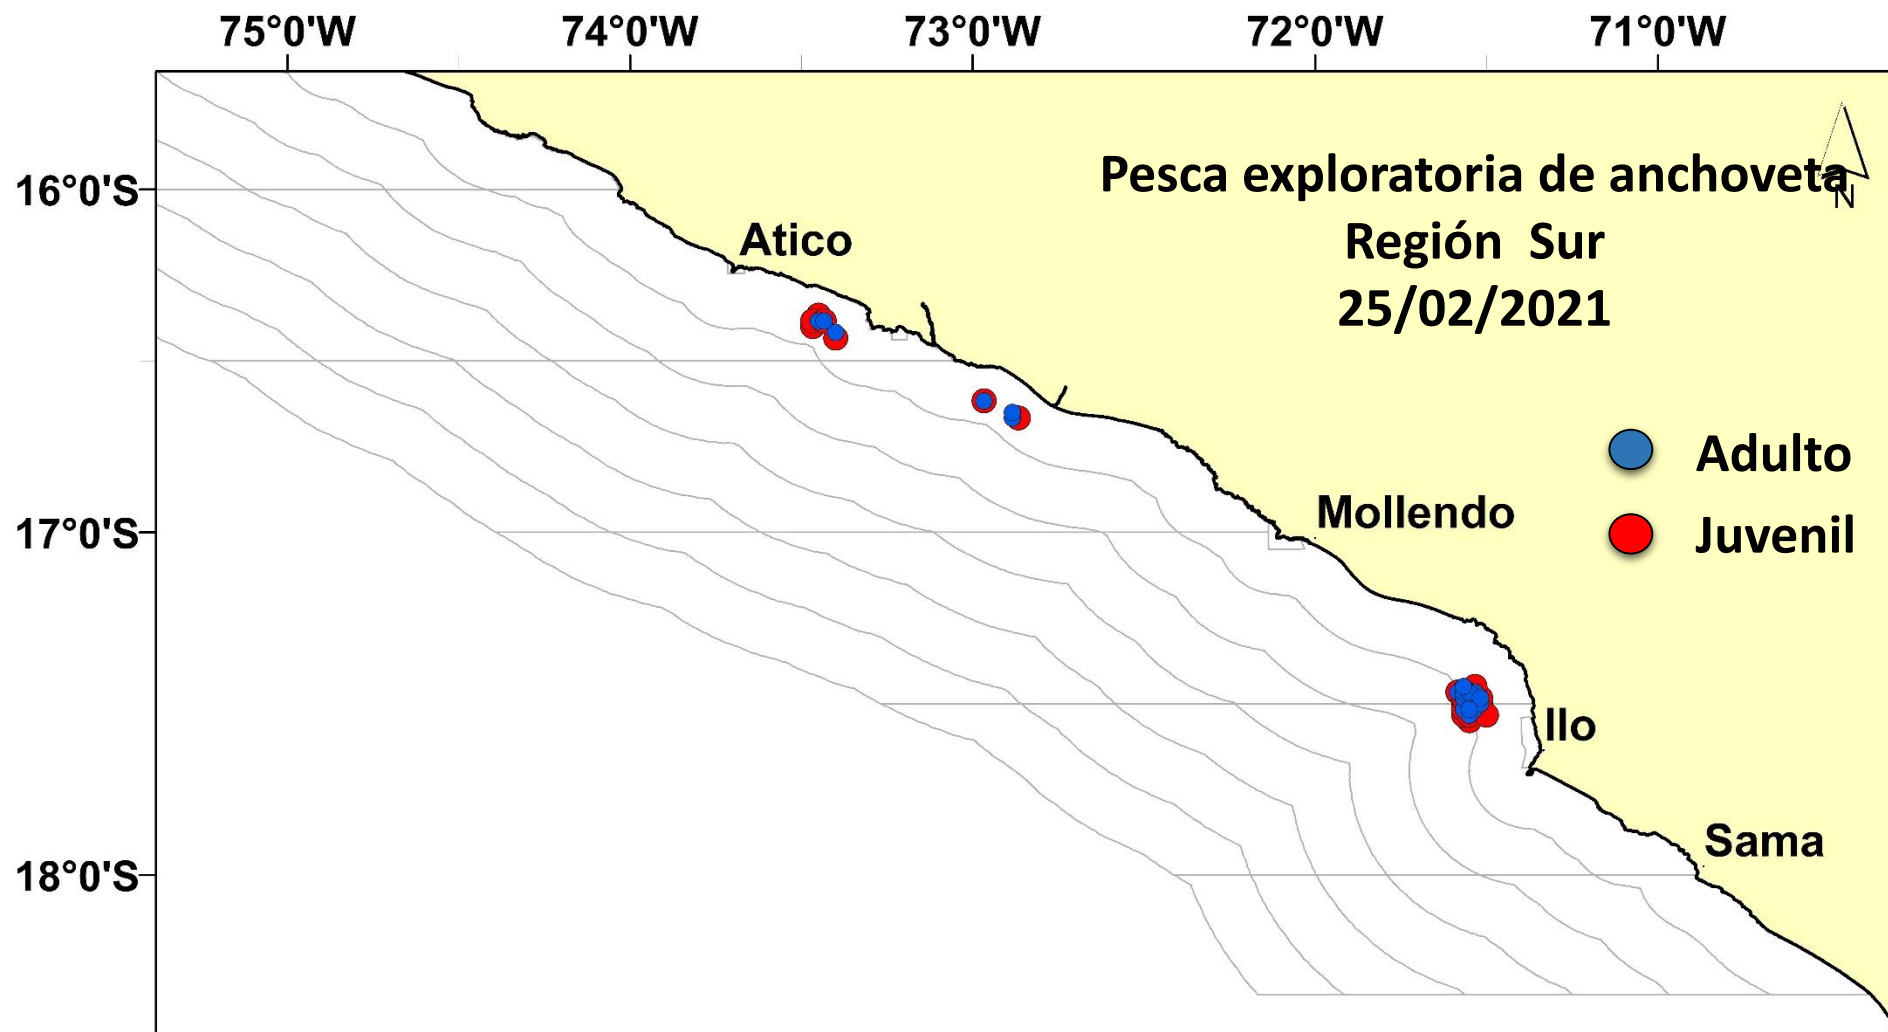 75°0'W 74°0'W 73°0'W 72°0'W 71°0'W
Pesca exploratoria de anchoveta
N
16°0'S
Región Sur
Atico
25/02/2021
Adulto
Mollendo
Juvenil
17°0'S
Ilo
Sama
18°0'S